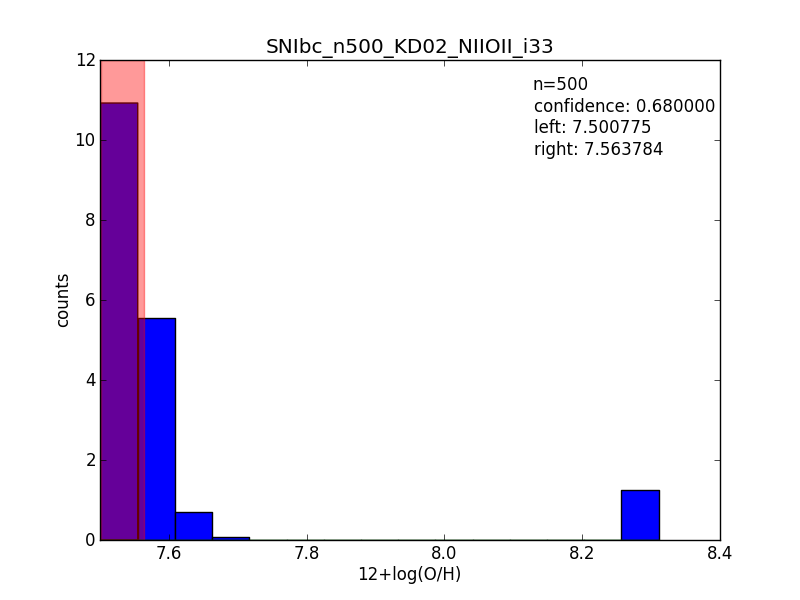 SNIbc_n500_KD02_NIIOII_i33
12
10
8
6
4
2
0
counts
n=500
confidence: 0.680000
left: 7.500775
right: 7.563784
7.6 7.8 8.0 8.2 8.4
12+log(O/H)